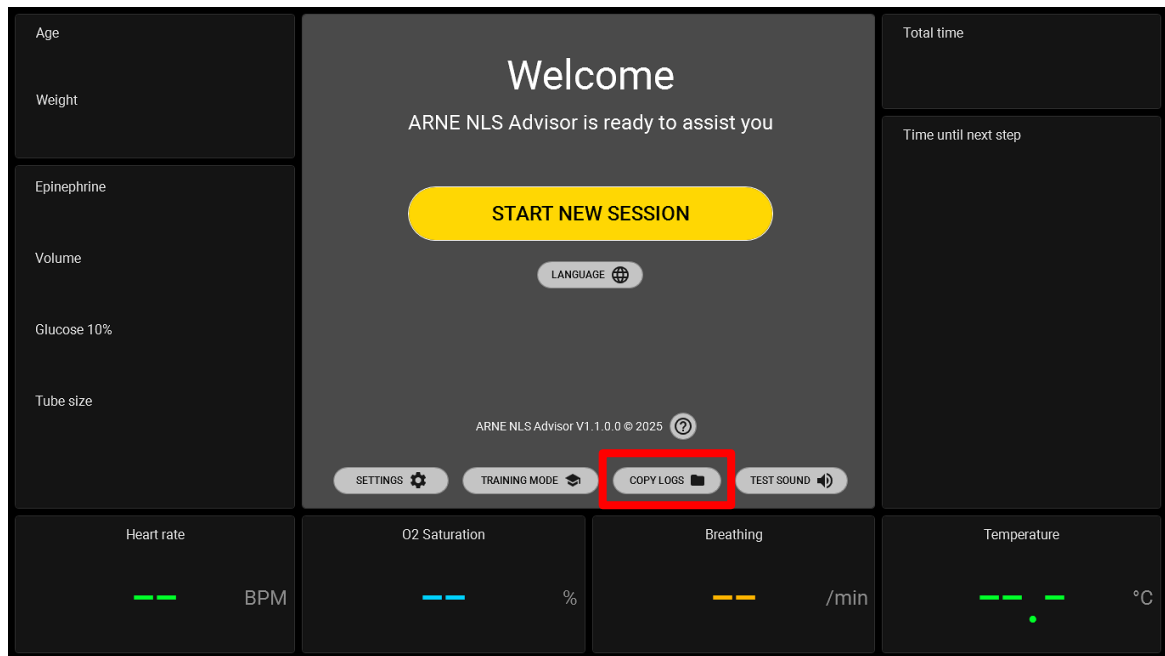 Age
Weight
Epinephrine
Volume
Glucose 10%
Tube size
Welcome
ARNE NLS Advisor is ready to assist you
START NEW SESSION
LANGUAGE
ARNE NLS Advisor V1.1.0.0 © 2025 ?
SETTINGS
TRAINING MODE
COPY LOGS
TEST SOUND
Total time
Time until next step
Heart rate
-- BPM
O2 Saturation
-- %
Breathing
-- /min
Temperature
--.- °C